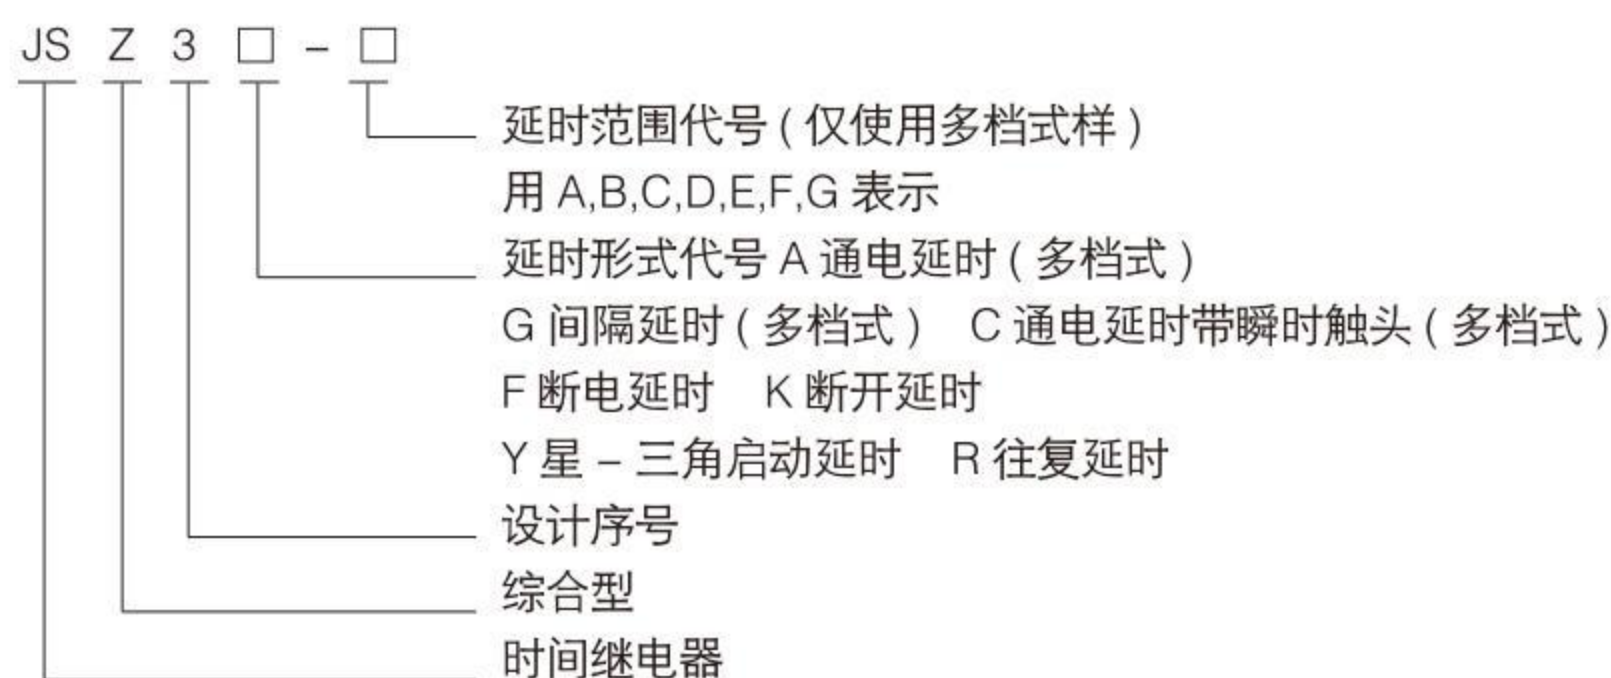 JS Z 3 □ – □
延时范围代号 ( 仅使用多档式样 )
用 A,B,C,D,E,F,G 表示
延时形式代号 A 通电延时 ( 多档式 )
G 间隔延时 ( 多档式 ) C 通电延时带瞬时触头 ( 多档式 )
F 断电延时 K 断开延时
Y 星 – 三角启动延时 R 往复延时
设计序号
综合型
时间继电器